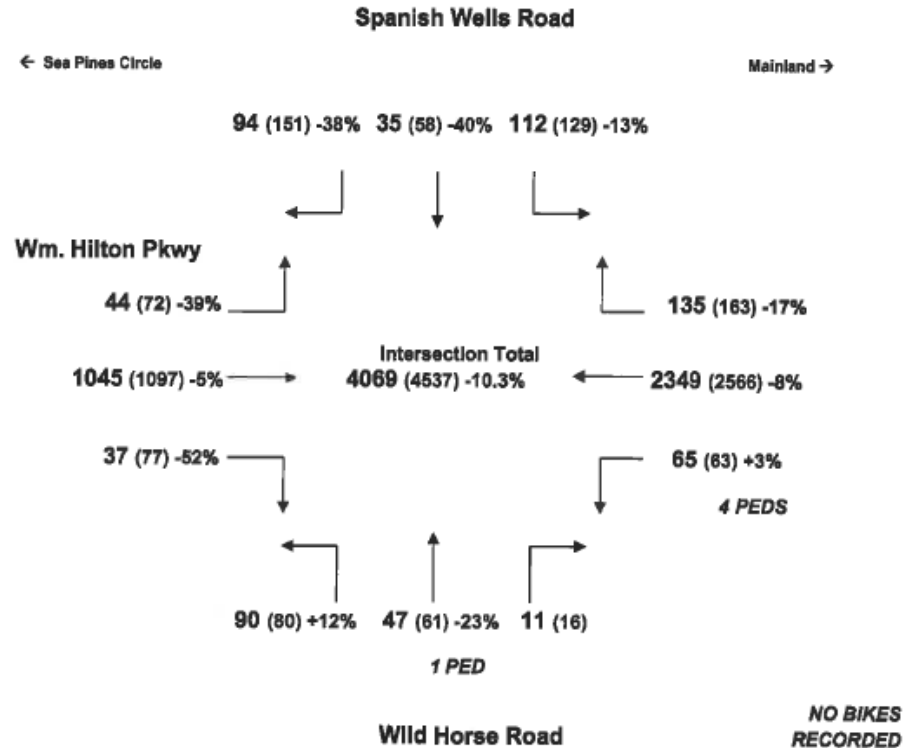 Spanish Wells Road
← Sea Pines Circle
Mainland →
94 (151) -38% 35 (58) -40% 112 (129) -13%
Wm. Hilton Pkwy
44 (72) -39%
135 (163) -17%
Intersection Total
1045 (1097) -5%
4069 (4537) -10.3%
2349 (2566) -8%
37 (77) -52%
65 (63) +3%
4 PEDS
90 (80) +12% 47 (61) -23% 11 (16)
1 PED
Wild Horse Road
NO BIKES
RECORDED